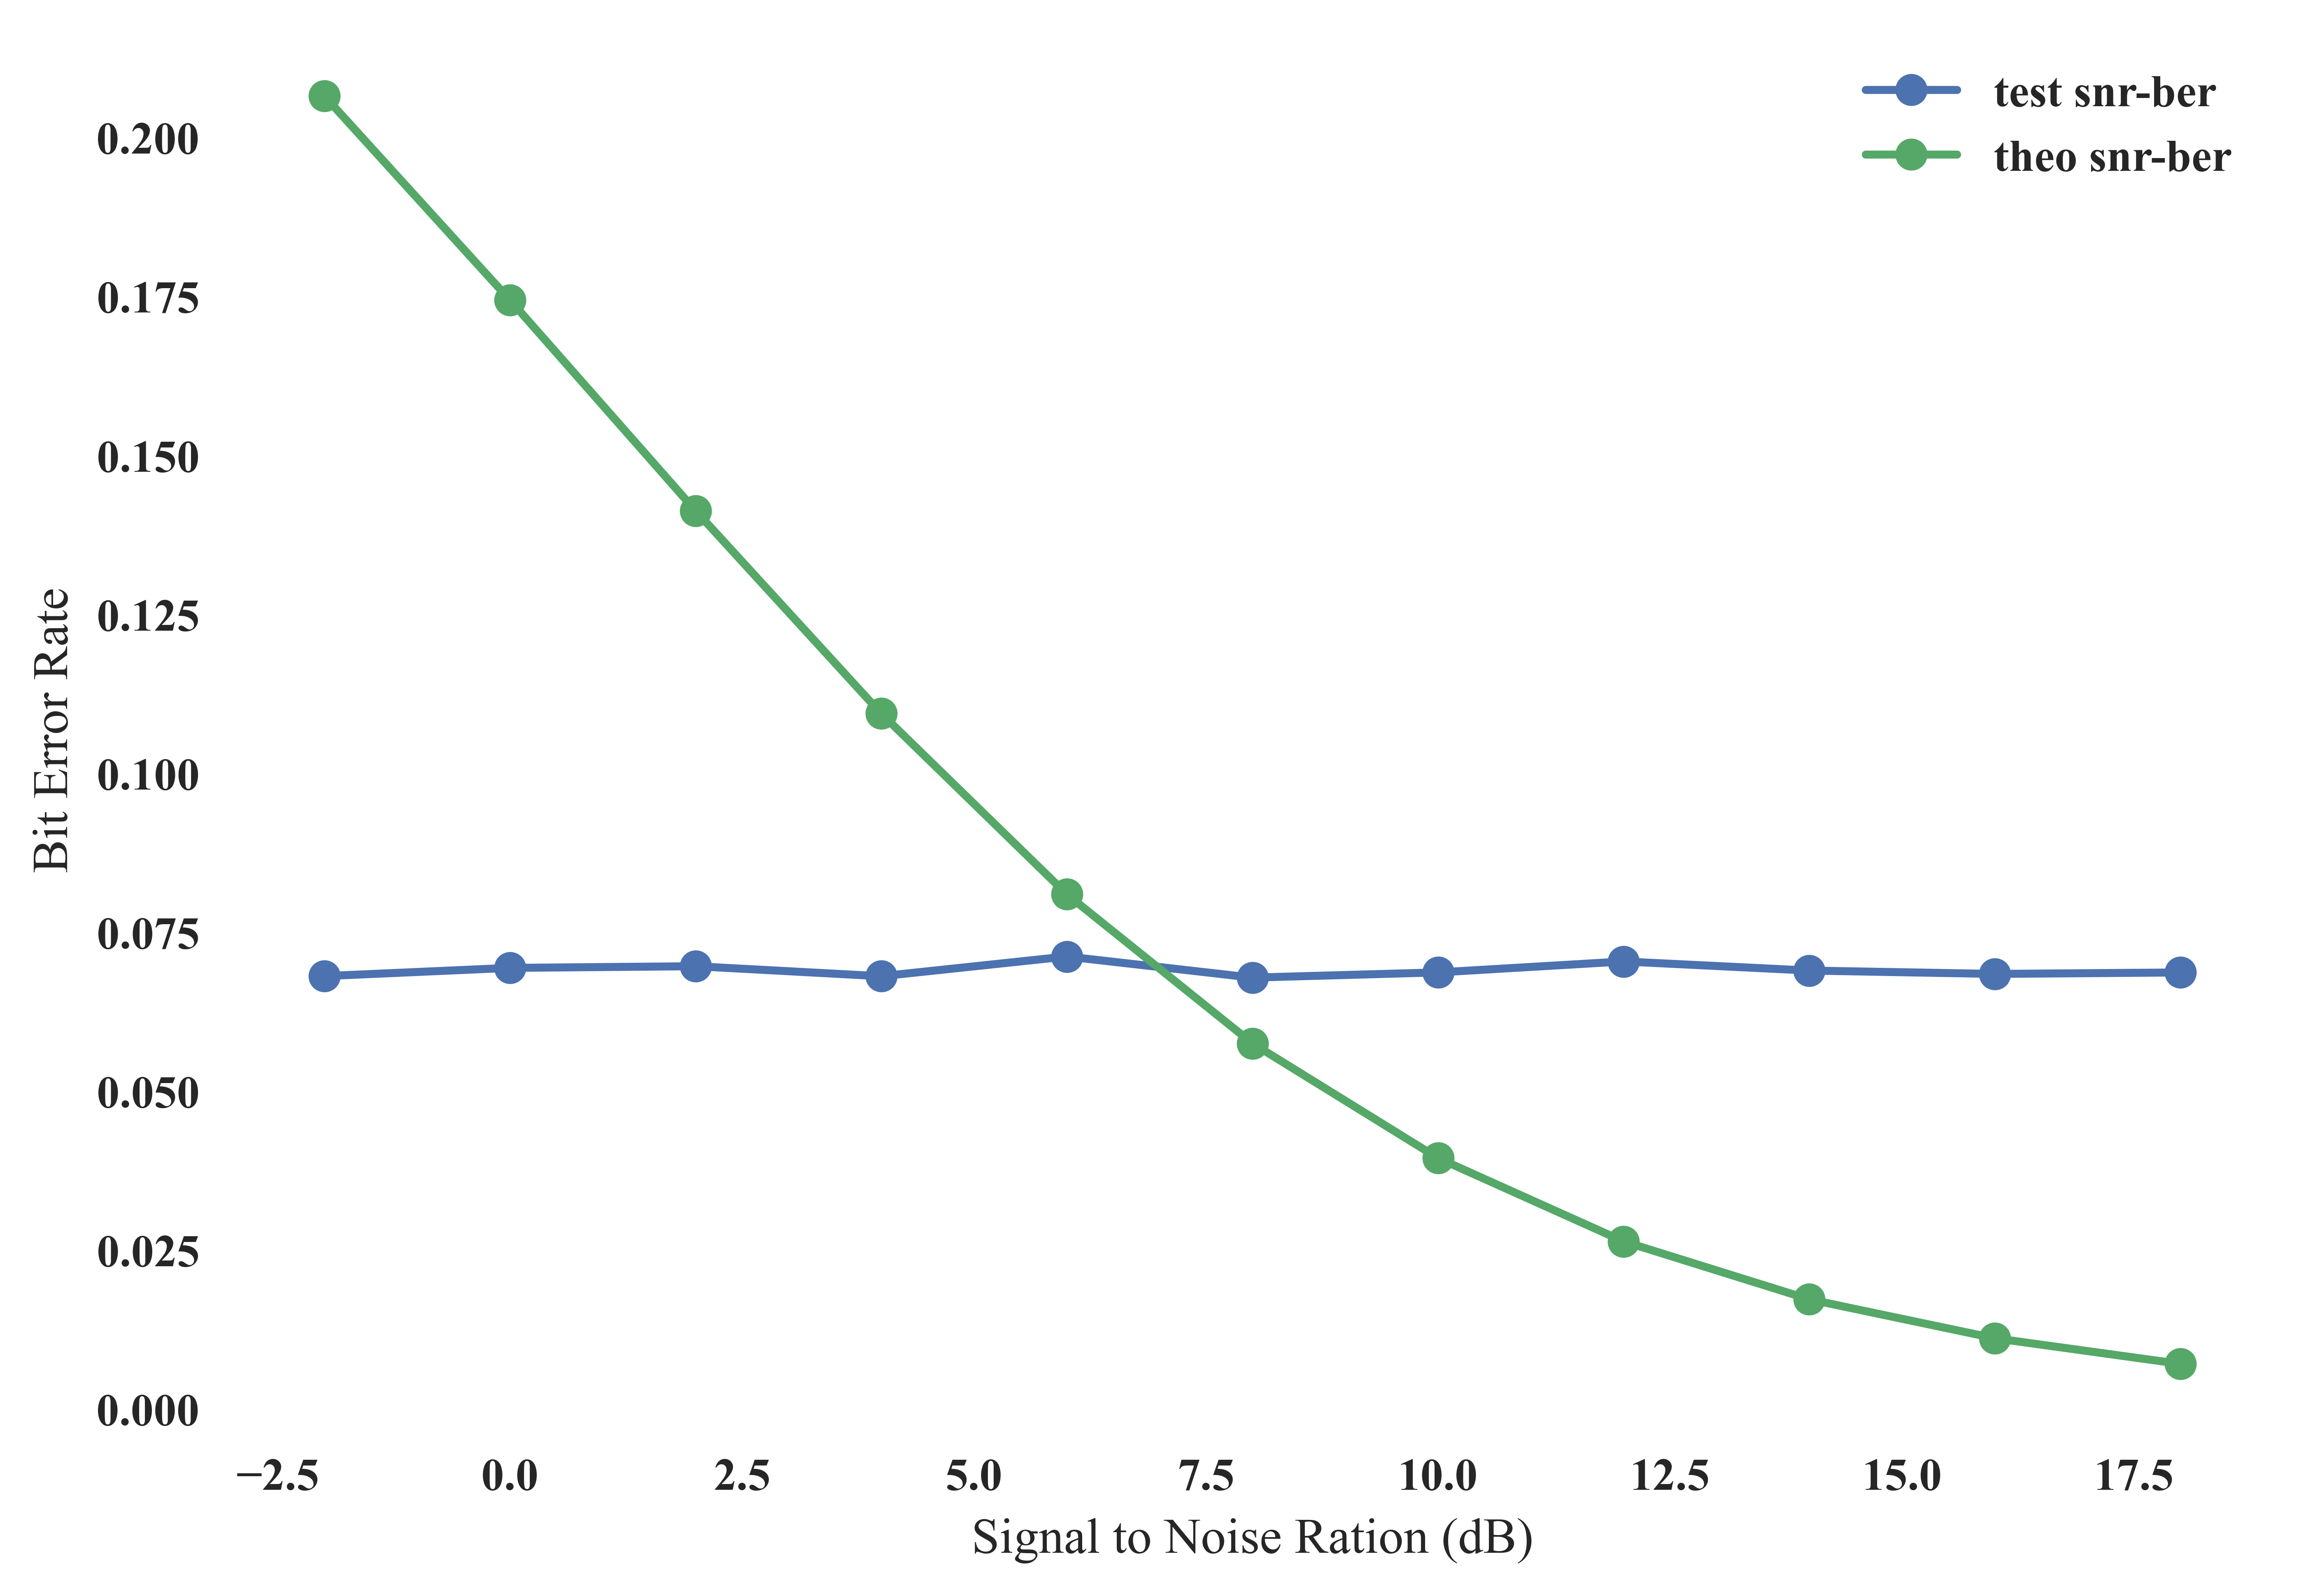 test snr-ber
theo snr-ber
0.200
0.175
0.150
0.125
0.100
0.075
0.050
0.025
0.000
Bit Error Rate
−2.5 0.0 2.5 5.0 7.5 10.0 12.5 15.0 17.5
Signal to Noise Ration (dB)